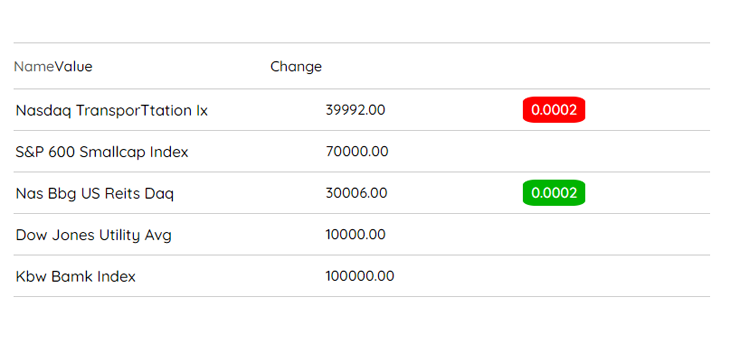 NameValue Change
Nasdaq TransporTtation Ix 39992.00 0.0002
S&P 600 Smallcap Index 70000.00
Nas Bbg US Reits Daq 30006.00 0.0002
Dow Jones Utility Avg 10000.00
Kbw Bamk Index 100000.00